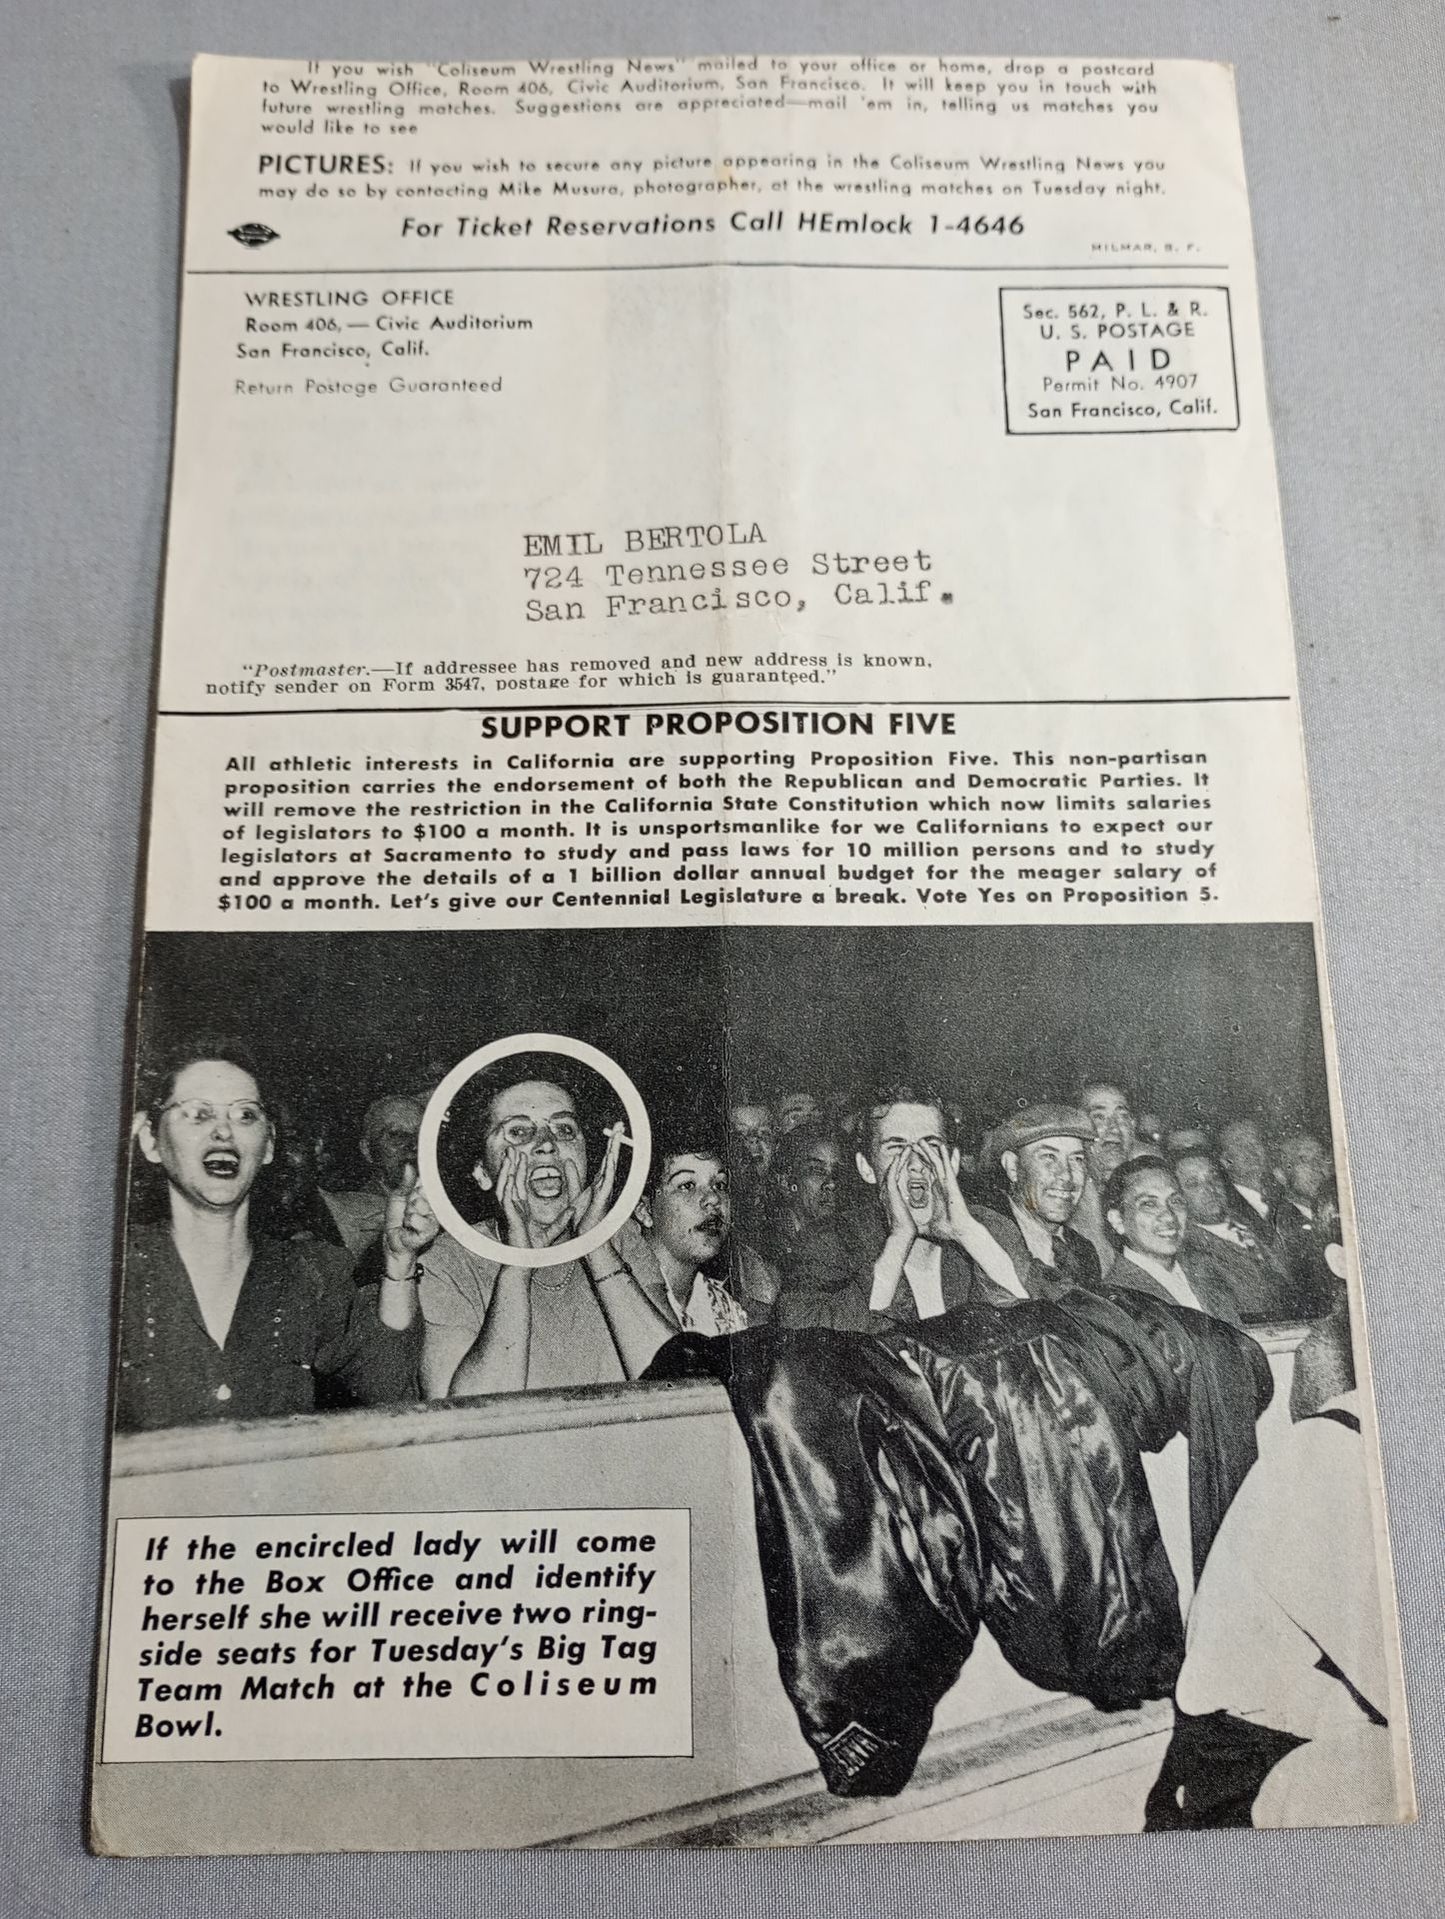 If you wish "Coliseum Wrestling News" mailed to your office or home, drop a postcard
to Wrestling Office, Room 406, Civic Auditorium, San Francisco. It will keep you in touch with
future wrestling matches. Suggestions are appreciated—mail 'em in, telling us matches you
would like to see
PICTURES: If you wish to secure any picture appearing in the Coliseum Wrestling News you
may do so by contacting Mike Musura, photographer, at the wrestling matches on Tuesday night.
For Ticket Reservations Call HEmlock 1-4646
MILMAR, S. F.
WRESTLING OFFICE
Room 406, — Civic Auditorium
San Francisco, Calif.
Return Postage Guaranteed
Sec. 562, P. L. & R.
U. S. POSTAGE
PAID
Permit No. 4907
San Francisco, Calif.
EMIL BERTOLA
724 Tennessee Street
San Francisco, Calif.
"Postmaster.—If addressee has removed and new address is known,
notify sender on Form 3547, postage for which is guaranteed."
SUPPORT PROPOSITION FIVE
All athletic interests in California are supporting Proposition Five. This non-partisan
proposition carries the endorsement of both the Republican and Democratic Parties. It
will remove the restriction in the California State Constitution which now limits salaries
of legislators to $100 a month. It is unsportsmanlike for we Californians to expect our
legislators at Sacramento to study and pass laws for 10 million persons and to study
and approve the details of a 1 billion dollar annual budget for the meager salary of
$100 a month. Let's give our Centennial Legislature a break. Vote Yes on Proposition 5.
If the encircled lady will come
to the Box Office and identify
herself she will receive two ring-
side seats for Tuesday's Big Tag
Team Match at the Coliseum
Bowl.